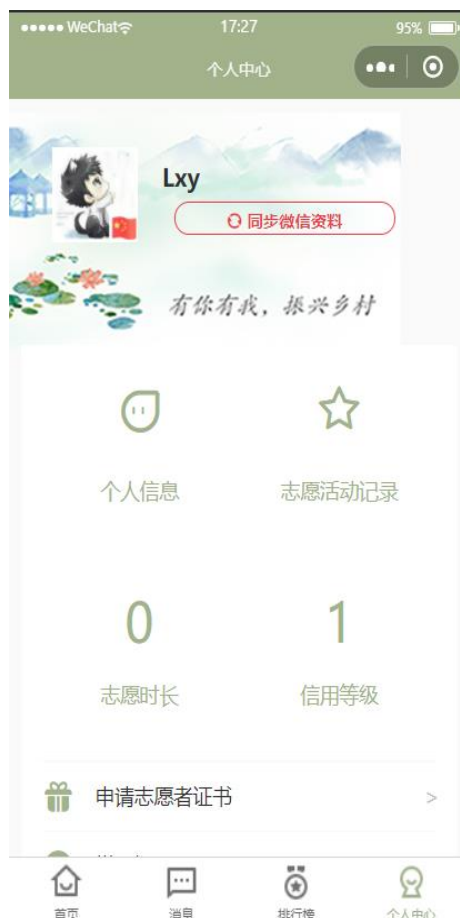 WeChat 17:27 95%
个人中心
Lxy
同步微信资料
有你有我，振兴乡村
个人信息 志愿活动记录
0 1
志愿时长 信用等级
申请志愿者证书 >
首页 消息 排行榜 个人中心